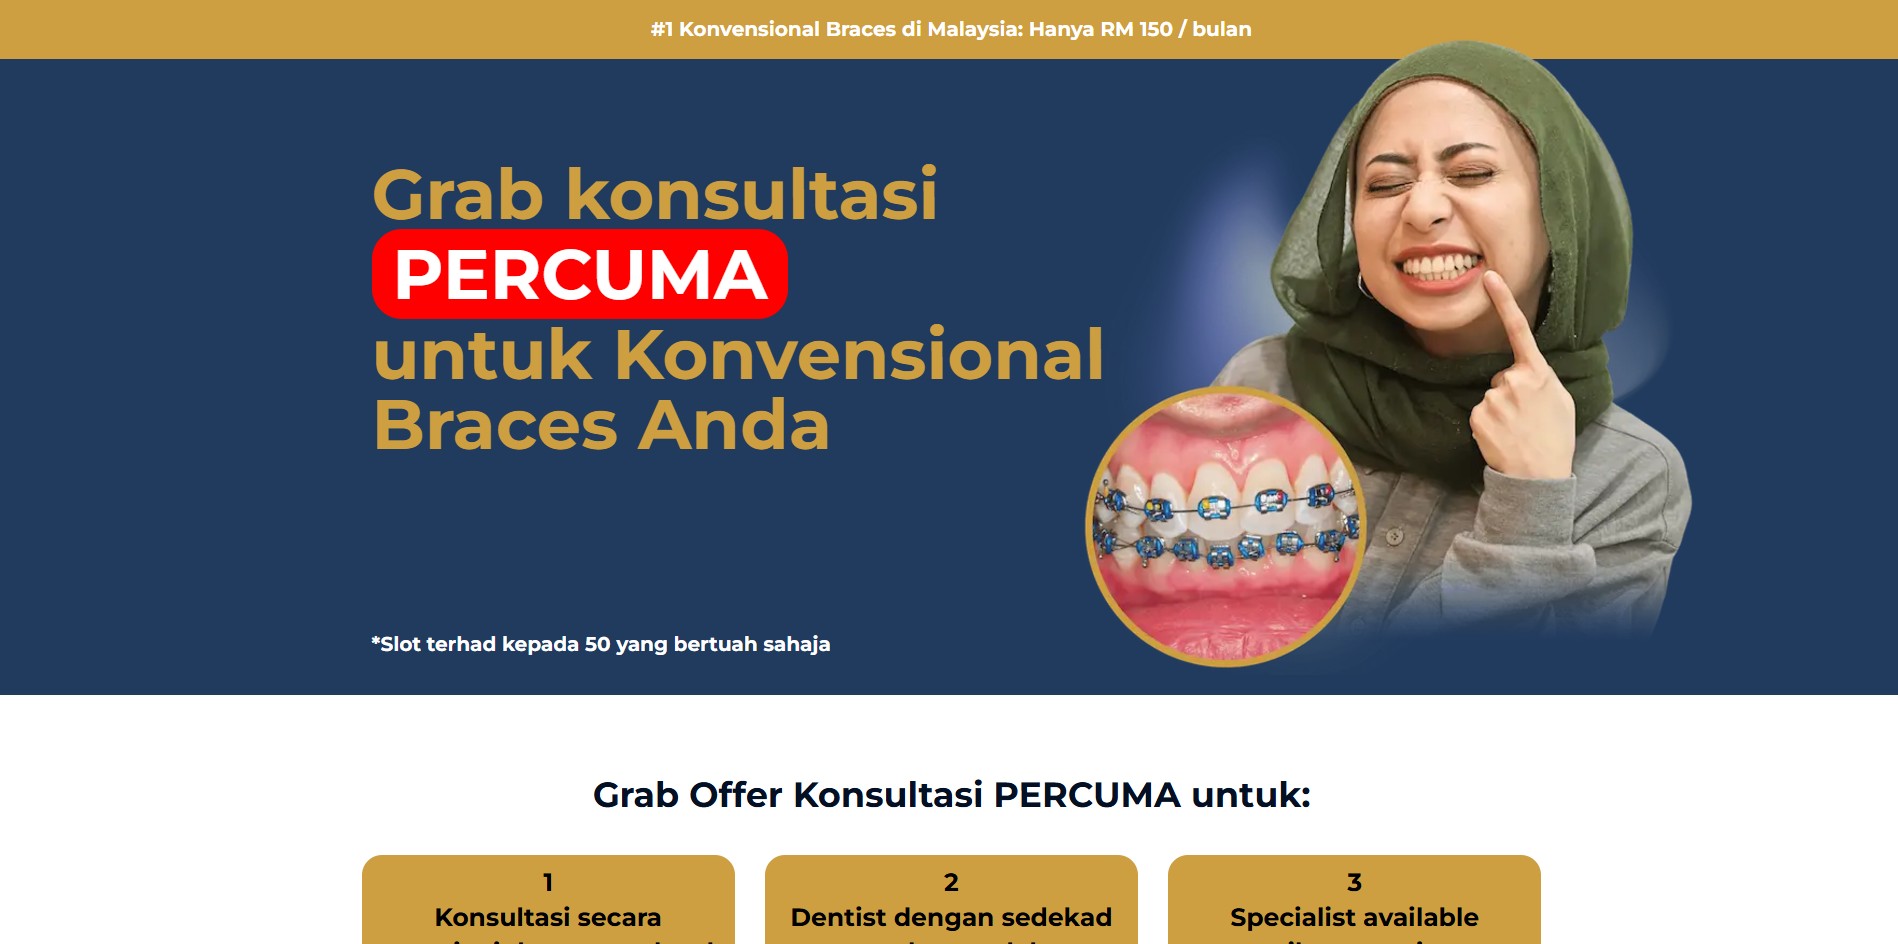 #1 Konvensional Braces di Malaysia: Hanya RM 150 / bulan
Grab konsultasi
PERCUMA
untuk Konvensional
Braces Anda
*Slot terhad kepada 50 yang bertuah sahaja
Grab Offer Konsultasi PERCUMA untuk:
1
Konsultasi secara
2
Dentist dengan sedekad
3
Specialist available